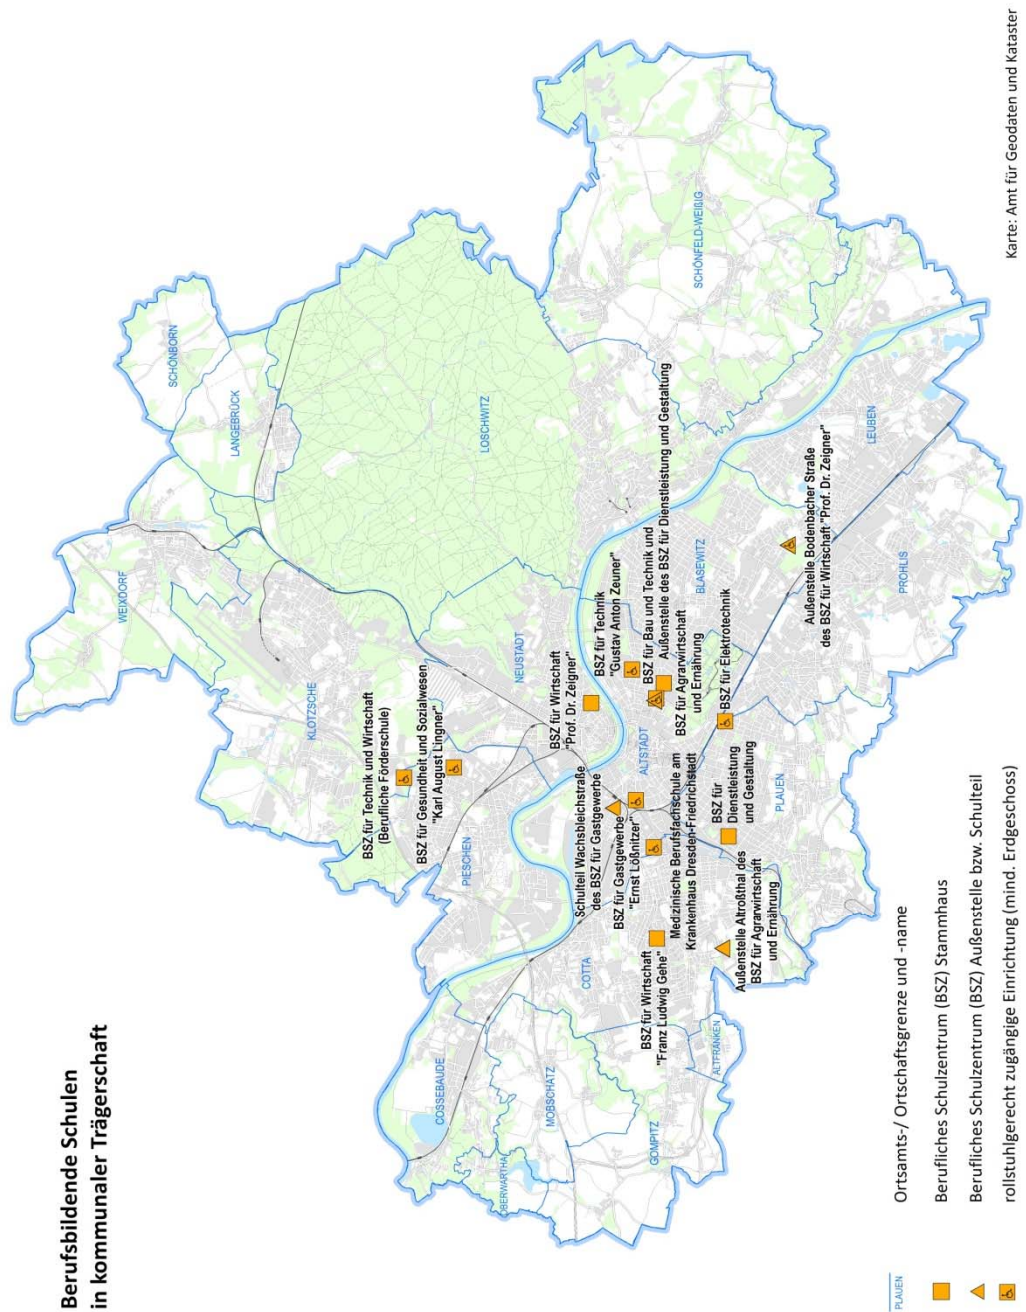 Berufsbildende Schulen
in kommunaler Trägerschaft
WEIXDORF
SCHÖNBORN
LANGEBRÜCK
KLOTZSCHE
BSZ für Technik und Wirtschaft
(Berufliche Förderschule)
BSZ für Gesundheit und Sozialwesen
"Karl August Lingner"
PIESCHEN
NEUSTADT
LOSCHWITZ
SCHÖNFELD-WEIßIG
COSSEBAUDE
OBERWARTHA
MOBSCHATZ
GOMPITZ
ALTFRANKEN
COTTA
BSZ für Wirtschaft
"Prof. Dr. Zeigner"
BSZ für Technik
"Gustav Anton Zeuner"
Schulteil Wachsbleichstraße
des BSZ für Gastgewerbe
BSZ für Gastgewerbe
"Ernst Lößnitzer"
ALTSTADT
BSZ für Bau und Technik und
Außenstelle des BSZ für Dienstleistung und Gestaltung
BSZ für Agrarwirtschaft
und Ernährung
BLASEWITZ
BSZ für Wirtschaft
"Franz Ludwig Gehe"
Medizinische Berufsfachschule am
Krankenhaus Dresden-Friedrichstadt
BSZ für
Dienstleistung
und Gestaltung
BSZ für Elektrotechnik
Außenstelle Altroßthal des
BSZ für Agrarwirtschaft
und Ernährung
PLAUEN
Außenstelle Bodenbacher Straße
des BSZ für Wirtschaft "Prof. Dr. Zeigner"
LEUBEN
PROHLIS
PLAUEN
Ortsamts-/ Ortschaftsgrenze und -name
Berufliches Schulzentrum (BSZ) Stammhaus
Berufliches Schulzentrum (BSZ) Außenstelle bzw. Schulteil
rollstuhlgerecht zugängige Einrichtung (mind. Erdgeschoss)
Karte: Amt für Geodaten und Kataster